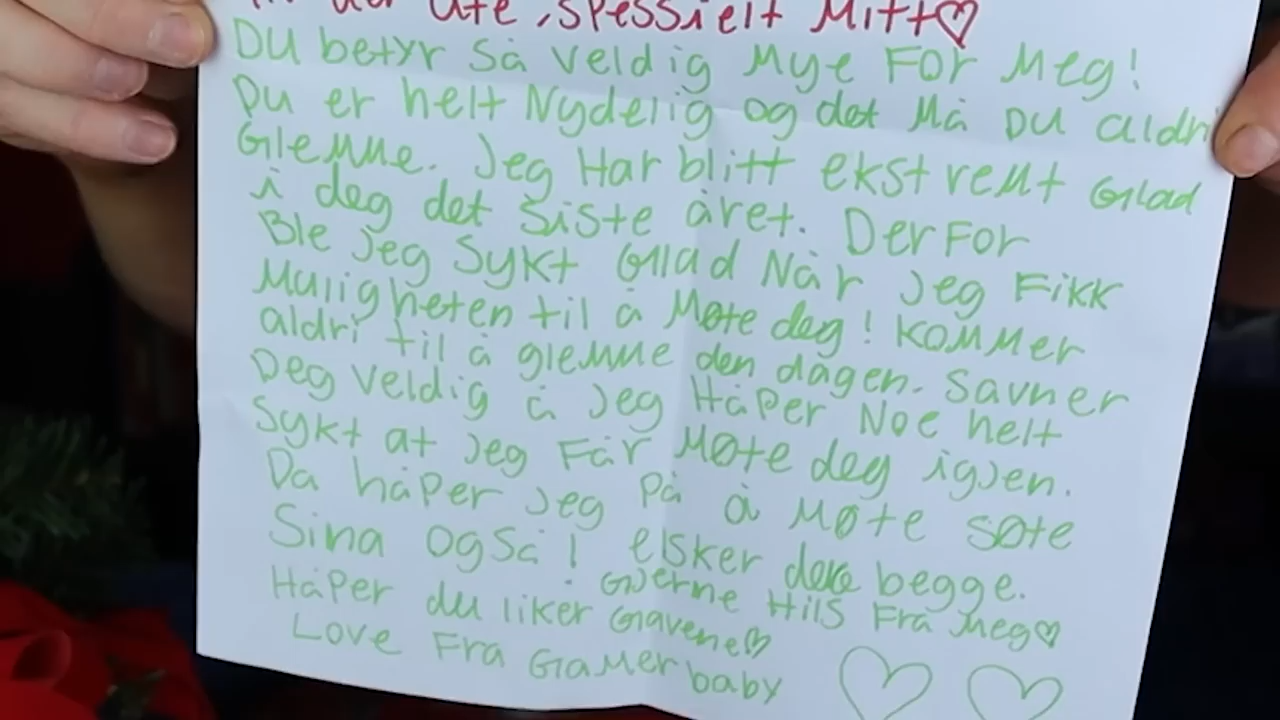 der ute, spessielt Mitt♡
Du betyr så veldig Mye For Meg!
Du er helt Nydelig og det Må Du aldri
Glemme. Jeg Har blitt ekstremt Glad
i deg det siste året. Derfor
Ble Jeg Sykt Glad Når Jeg Fikk
Muligheten til å Møte deg! Kommer
aldri til å glemme den dagen. Savner
Deg veldig å Jeg Håper Noe helt
Sykt at Jeg Får Møte deg igjen.
Da håper Jeg På å Møte søte
Sina også! elsker dere begge.
Gjerne Hils Fra Meg♡
Håper du liker Gavene♡
Love Fra Gamerbaby